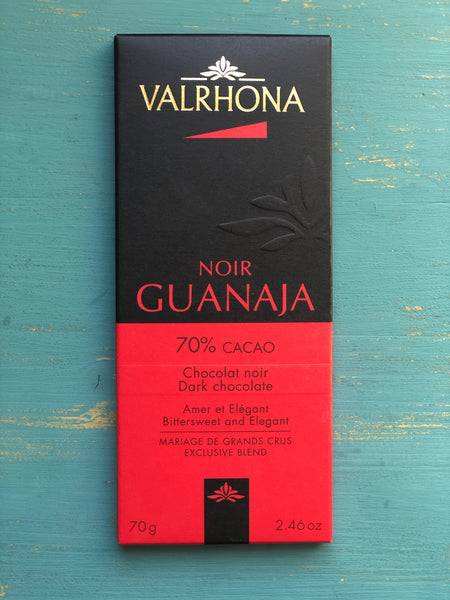 VALRHONA
NOIR
GUANAJA
70% CACAO
Chocolat noir
Dark chocolate
Amer et Elégant
Bittersweet and Elegant
MARIAGE DE GRANDS CRUS
EXCLUSIVE BLEND
70g 2.46oz